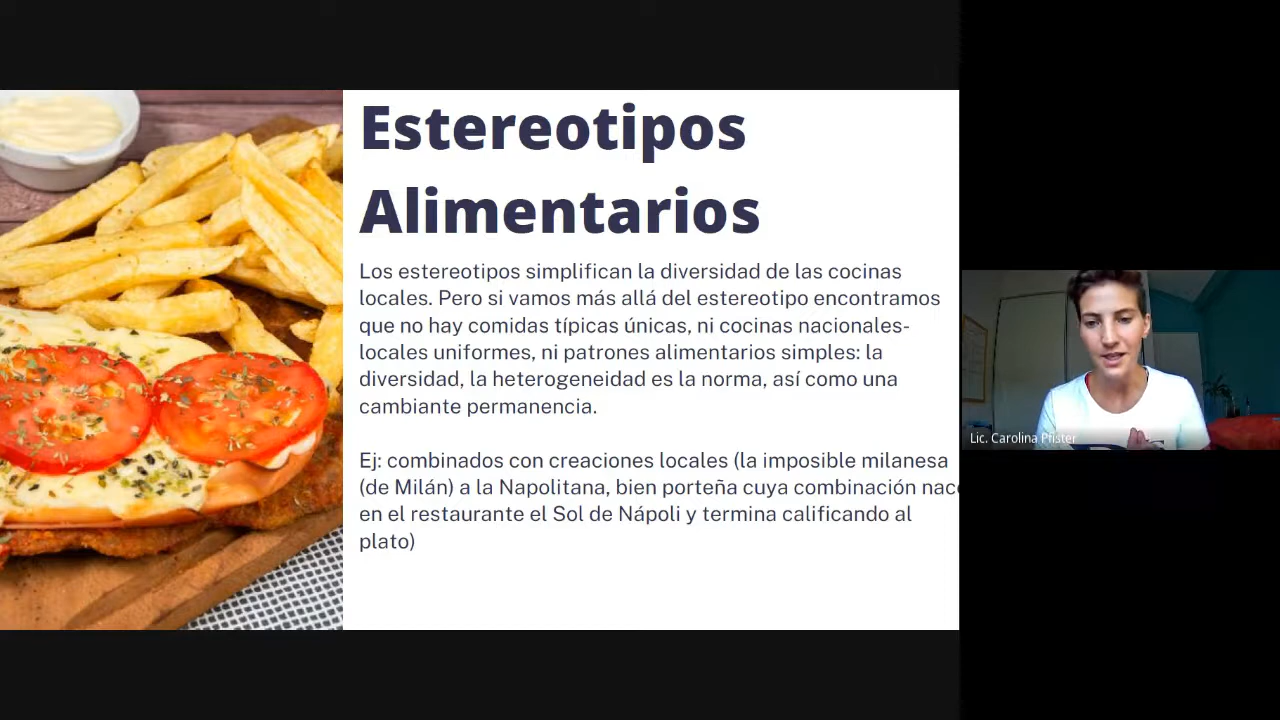 Estereotipos
Alimentarios
Los estereotipos simplifican la diversidad de las cocinas
locales. Pero si vamos más allá del estereotipo encontramos
que no hay comidas típicas únicas, ni cocinas nacionales-
locales uniformes, ni patrones alimentarios simples: la
diversidad, la heterogeneidad es la norma, así como una
cambiante permanencia.
Ej: combinados con creaciones locales (la imposible milanesa
(de Milán) a la Napolitana, bien porteña cuya combinación nace
en el restaurante el Sol de Nápoli y termina calificando al
plato)
Lic. Carolina Pfister